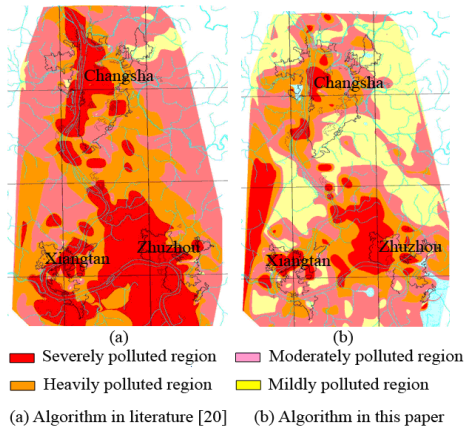 Changsha
Changsha
Xiangtan
Zhuzhou
Xiangtan
Zhuzhou
(a)
(b)
Severely polluted region
Moderately polluted region
Heavily polluted region
Mildly polluted region
(a) Algorithm in literature [20]
(b) Algorithm in this paper